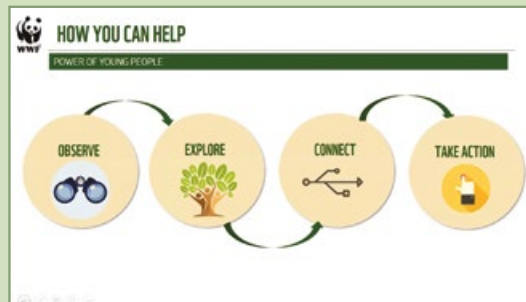 HOW YOU CAN HELP
WWF
POWER OF YOUNG PEOPLE
OBSERVE
EXPLORE
CONNECT
TAKE ACTION